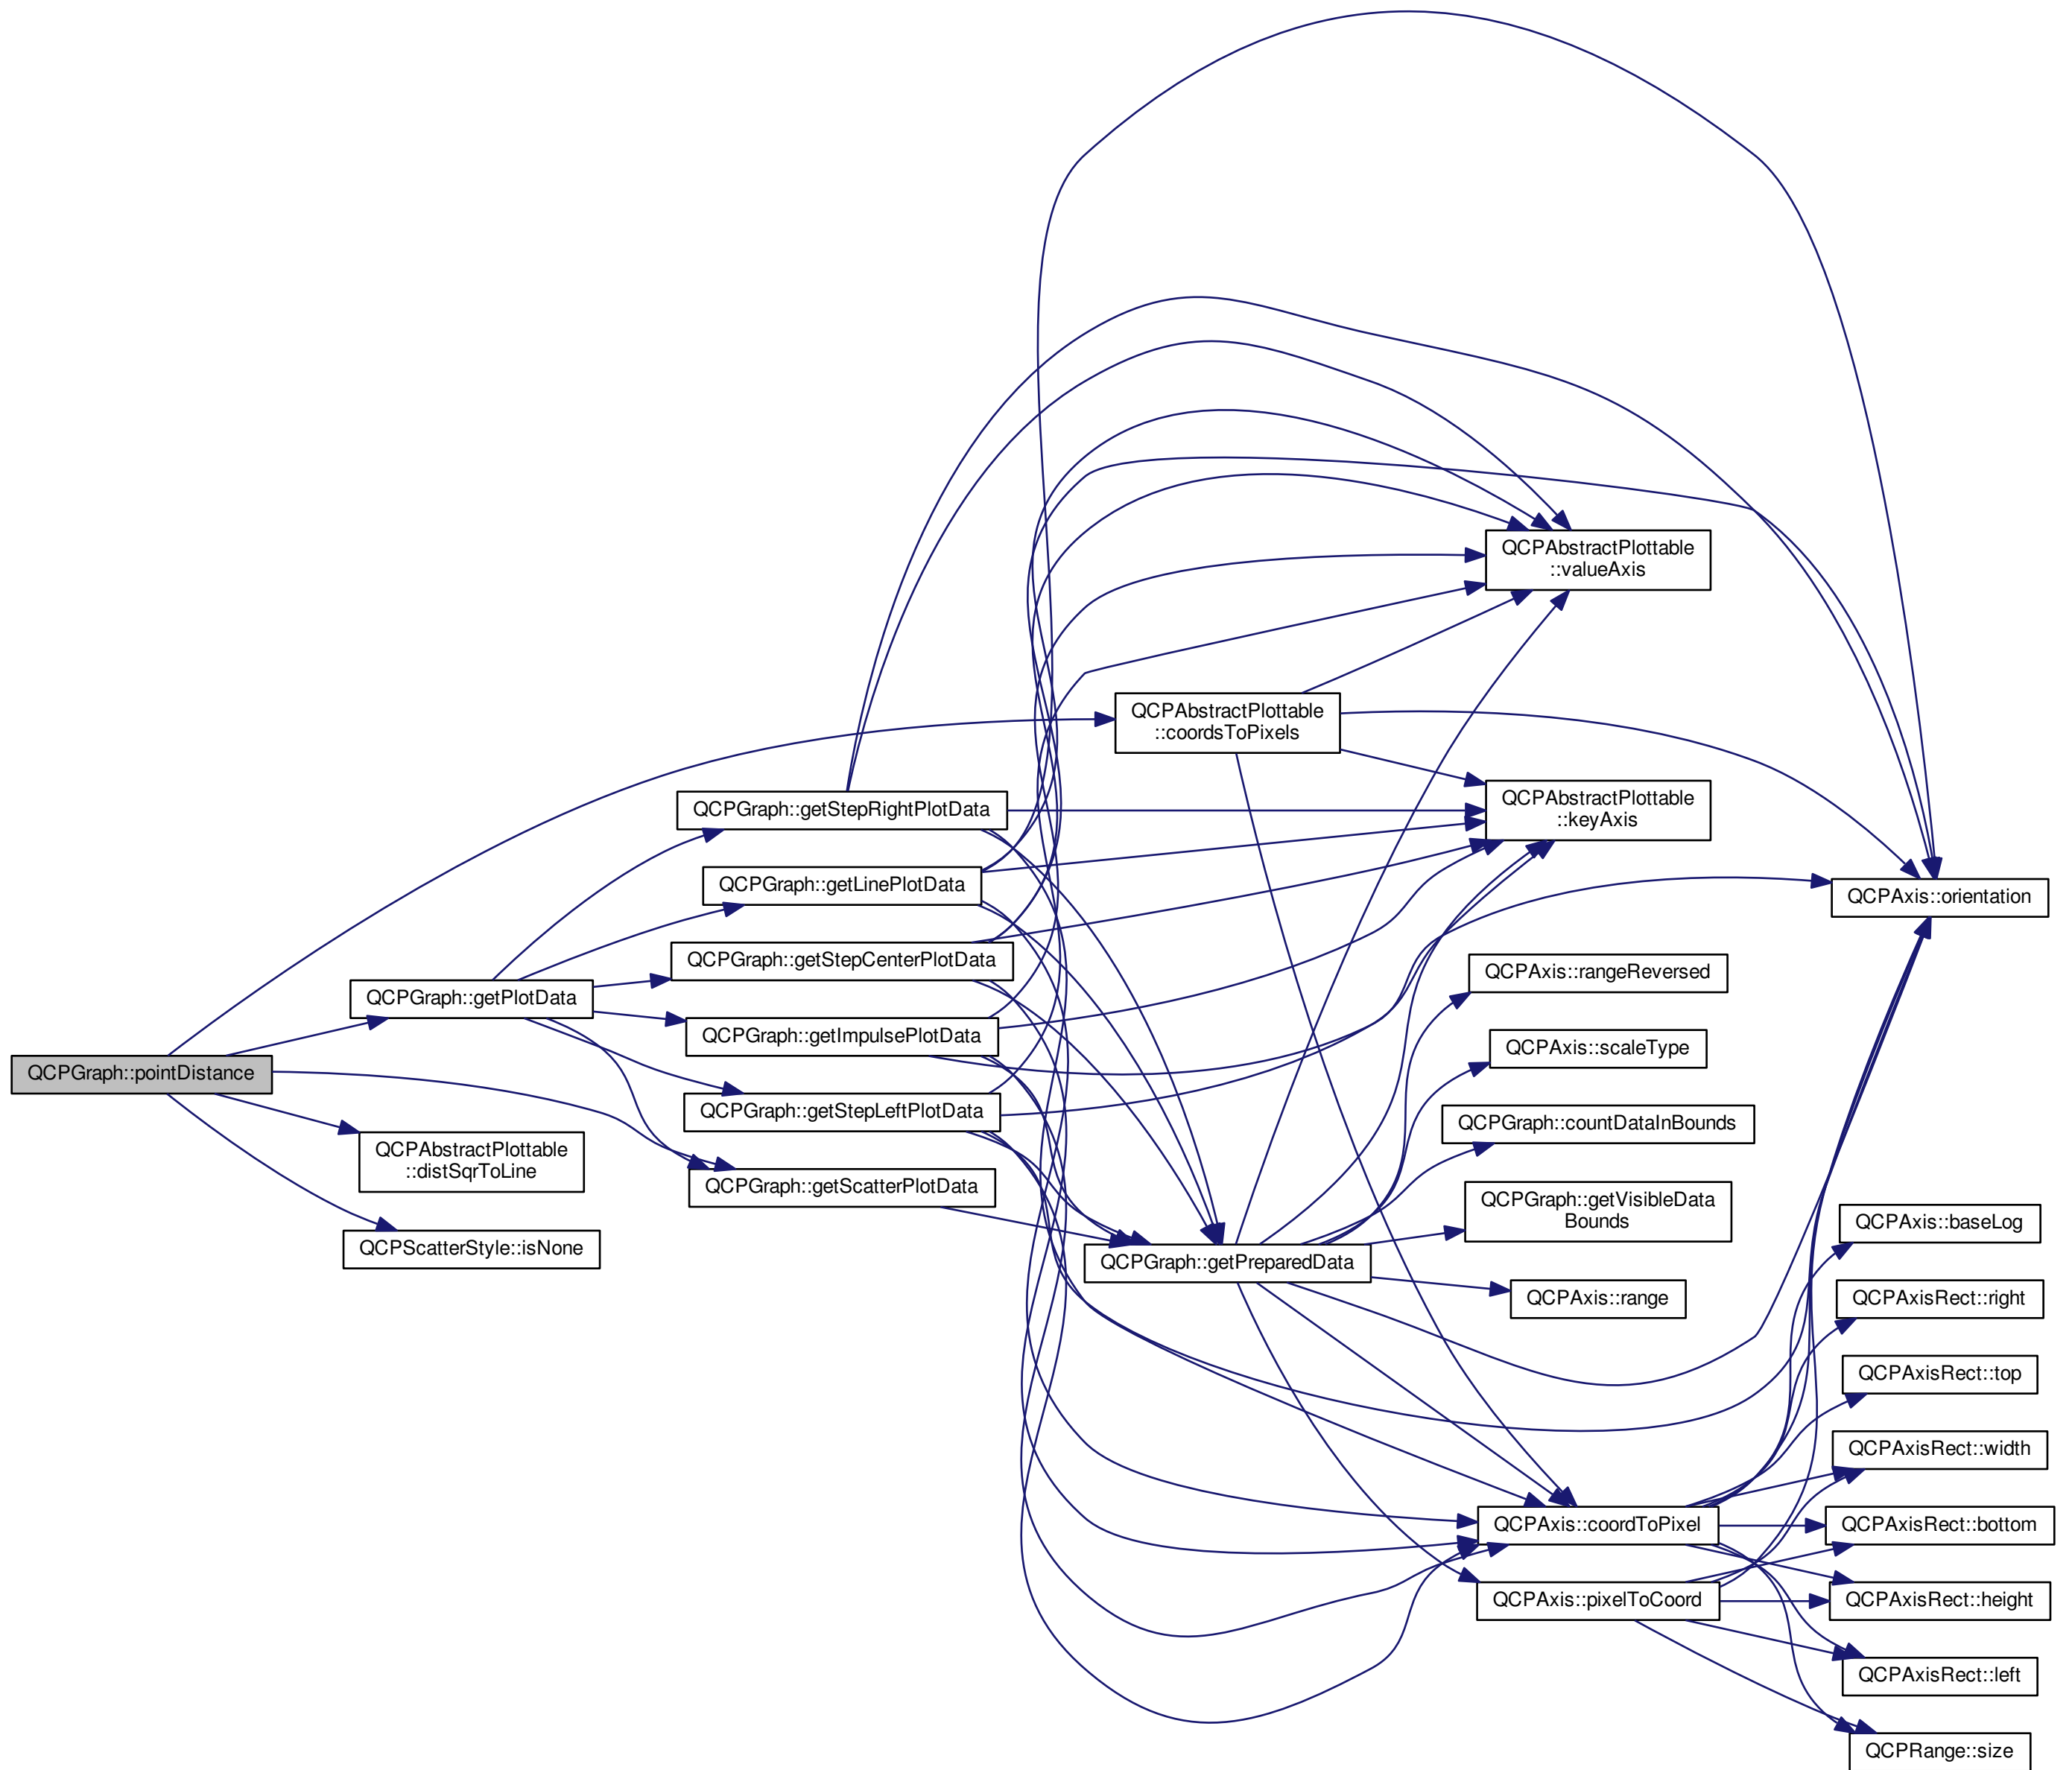 QCPGraph::pointDistance
QCPGraph::getPlotData
QCPAbstractPlottable
::distSqrToLine
QCPScatterStyle::isNone
QCPGraph::getStepRightPlotData
QCPGraph::getLinePlotData
QCPGraph::getStepCenterPlotData
QCPGraph::getImpulsePlotData
QCPGraph::getStepLeftPlotData
QCPGraph::getScatterPlotData
QCPAbstractPlottable
::coordsToPixels
QCPGraph::getPreparedData
QCPAbstractPlottable
::valueAxis
QCPAbstractPlottable
::keyAxis
QCPAxis::rangeReversed
QCPAxis::scaleType
QCPGraph::countDataInBounds
QCPGraph::getVisibleData
Bounds
QCPAxis::range
QCPAxis::coordToPixel
QCPAxis::pixelToCoord
QCPAxis::orientation
QCPAxis::baseLog
QCPAxisRect::right
QCPAxisRect::top
QCPAxisRect::width
QCPAxisRect::bottom
QCPAxisRect::height
QCPAxisRect::left
QCPRange::size